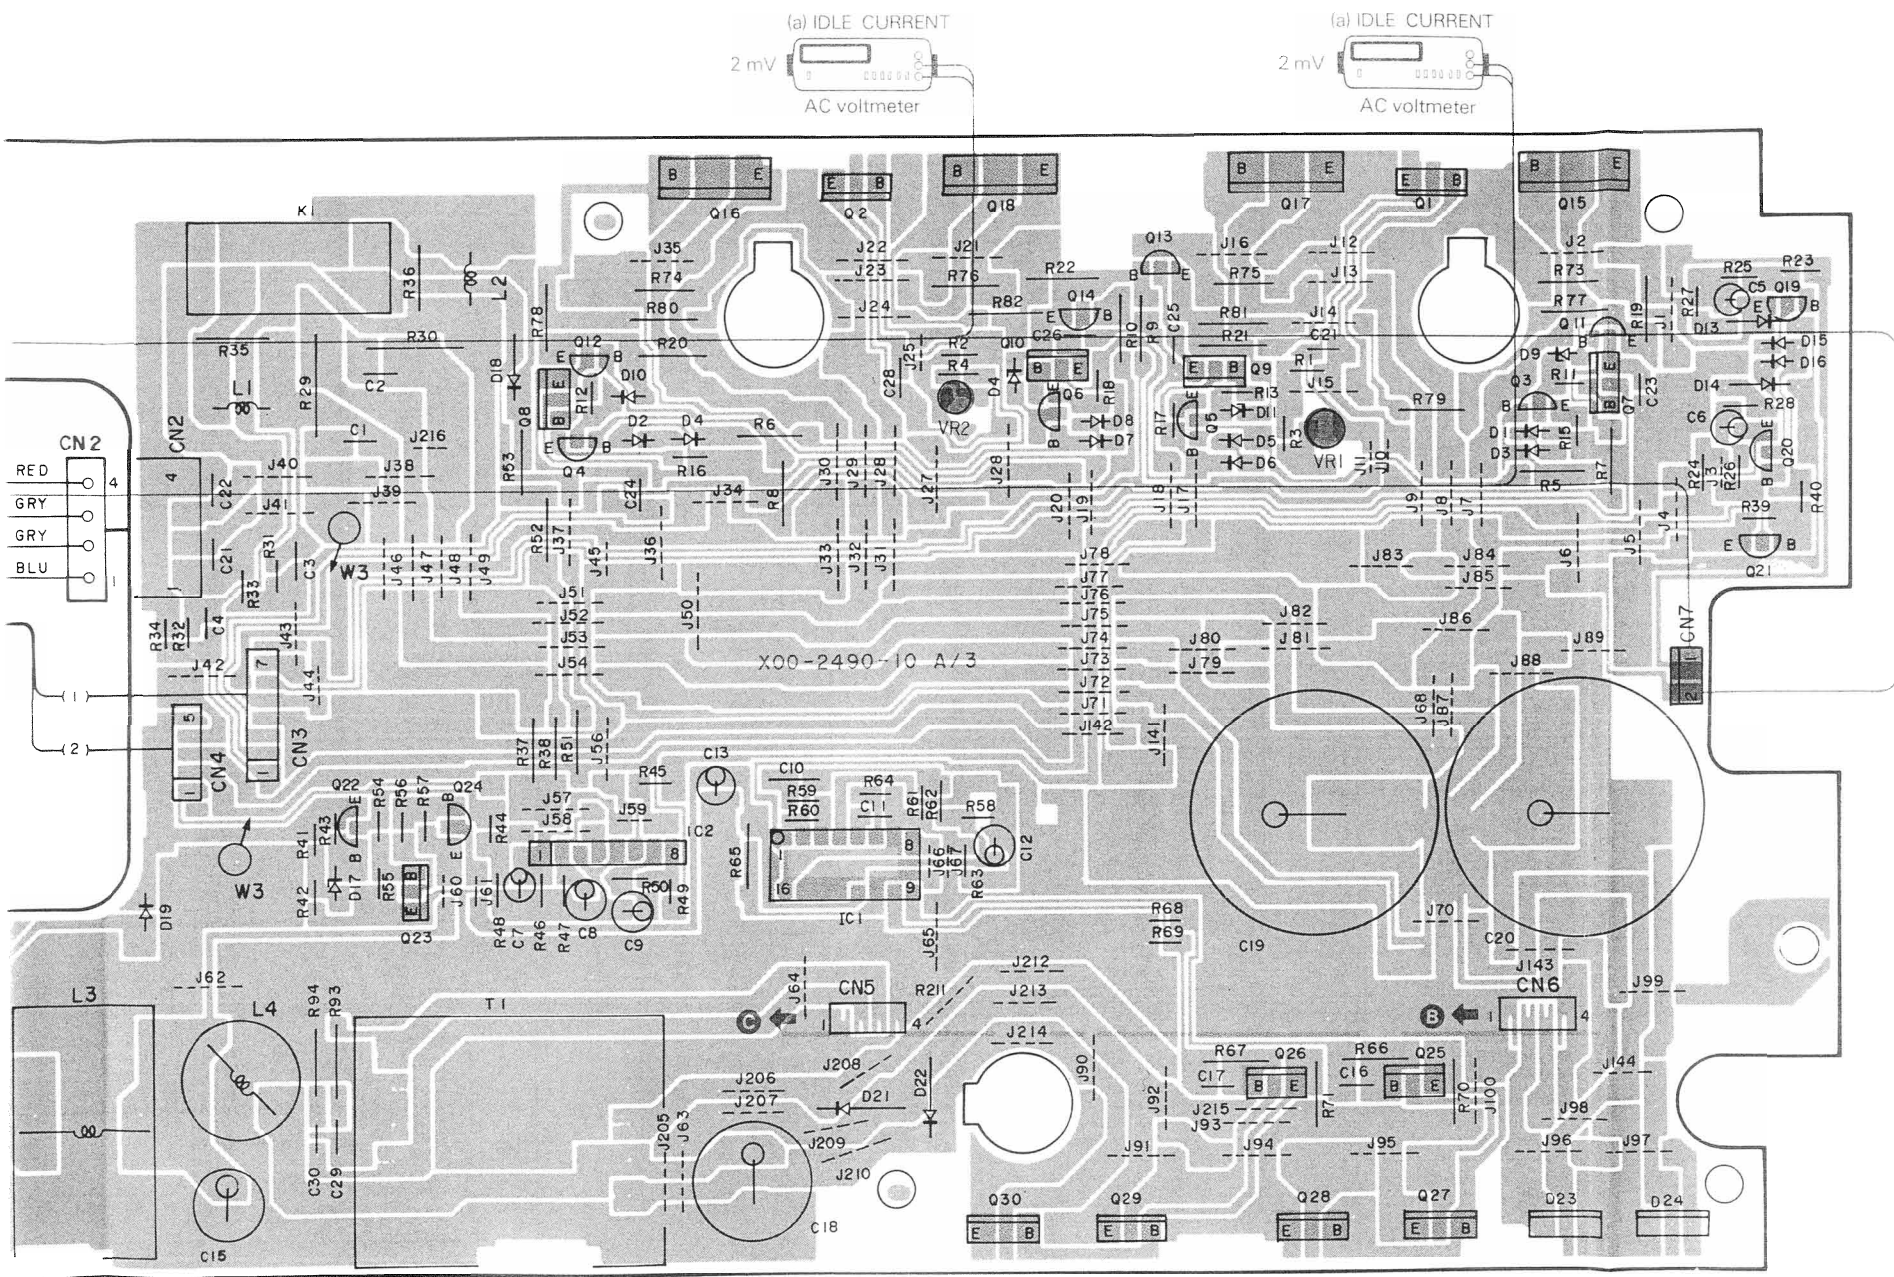 (a) IDLE CURRENT
(a) IDLE CURRENT
2 mV
2 mV
AC voltmeter
AC voltmeter
B E
E B
B E
B E
E B
B E
Q16
Q2
Q18
Q17
Q1
Q15
K1
J35
J22
J21
Q13
J16
J12
J2
R36
L2
R74
J23
R76
R22
B E
R75
J13
R73
R25
R23
R78
R80
J24
R82
Q14
E B
R10
R9
C25
R81
J14
R77
R19
J1
R27
C5
Q19
E B
D13
R35
R30
Q12
E B
R20
J25
R2
Q10
C26
R21
C21
Q11
B E
D15
D18
D10
R4
D4
B E
E B
Q9
R1
D9
D16
L1
R29
C2
Q8
E
B
R12
C28
Q6
E
B
R18
R13
J15
R79
Q3
R11
E
B
Q7
C23
D14
D2
D4
R6
VR2
D8
R17
Q5
E
B
D11
R3
B E
D1
R15
C6
R28
CN2
CN2
C1
J216
E B
D7
D5
VR1
D3
E
B
Q20
RED
4
4
J40
J38
R53
Q4
R16
J30
J29
J28
J28
D6
J10
R7
R24
J3
R26
GRY
C22
J39
C24
J34
R8
J27
J20
J19
J18
J17
J9
J8
J7
R5
J4
R40
GRY
J41
R52
J37
J36
R39
BLU
1
1
C21
R31
C3
W3
J46
J47
J48
J49
J45
J33
J32
J31
J78
J83
J84
J6
J5
E B
Q21
R33
J51
J77
J85
J76
R34
R32
C4
J43
J52
J50
J75
J82
J86
CN7
J53
J74
J80
J81
J89
J42
7
J44
J54
X00-2490-10 A/3
J73
J79
J88
1
2
(1)
J72
J68
J87
5
J71
(2)
CN4
1
CN3
1
R37
R38
R51
J56
J142
J141
C13
Q22
R54
R56
R57
Q24
R45
C10
R64
R59
R61
R62
R58
J57
J59
R60
C11
R41
R43
E
B
B
E
R44
J58
IC2
1
8
R65
1
8
J66
J67
C12
W3
R42
D17
R55
B
E
J60
J61
R50
R49
16
9
R63
D19
Q23
R48
C7
R46
R47
C8
C9
IC1
R68
J70
J65
R69
C19
C20
J62
J64
J212
J143
L3
L4
R94
R93
T1
CN5
R211
J213
CN6
J99
C
1
4
B
1
4
J214
J208
J90
R67
Q26
R66
Q25
J144
J206
D22
C17
B E
C16
B E
J207
D21
J92
J215
R71
R70
J100
J98
J205
J63
J209
J93
J91
J94
J95
J96
J97
C30
C29
J210
Q30
Q29
Q28
Q27
D23
D24
C15
C18
E B
E B
E B
E B